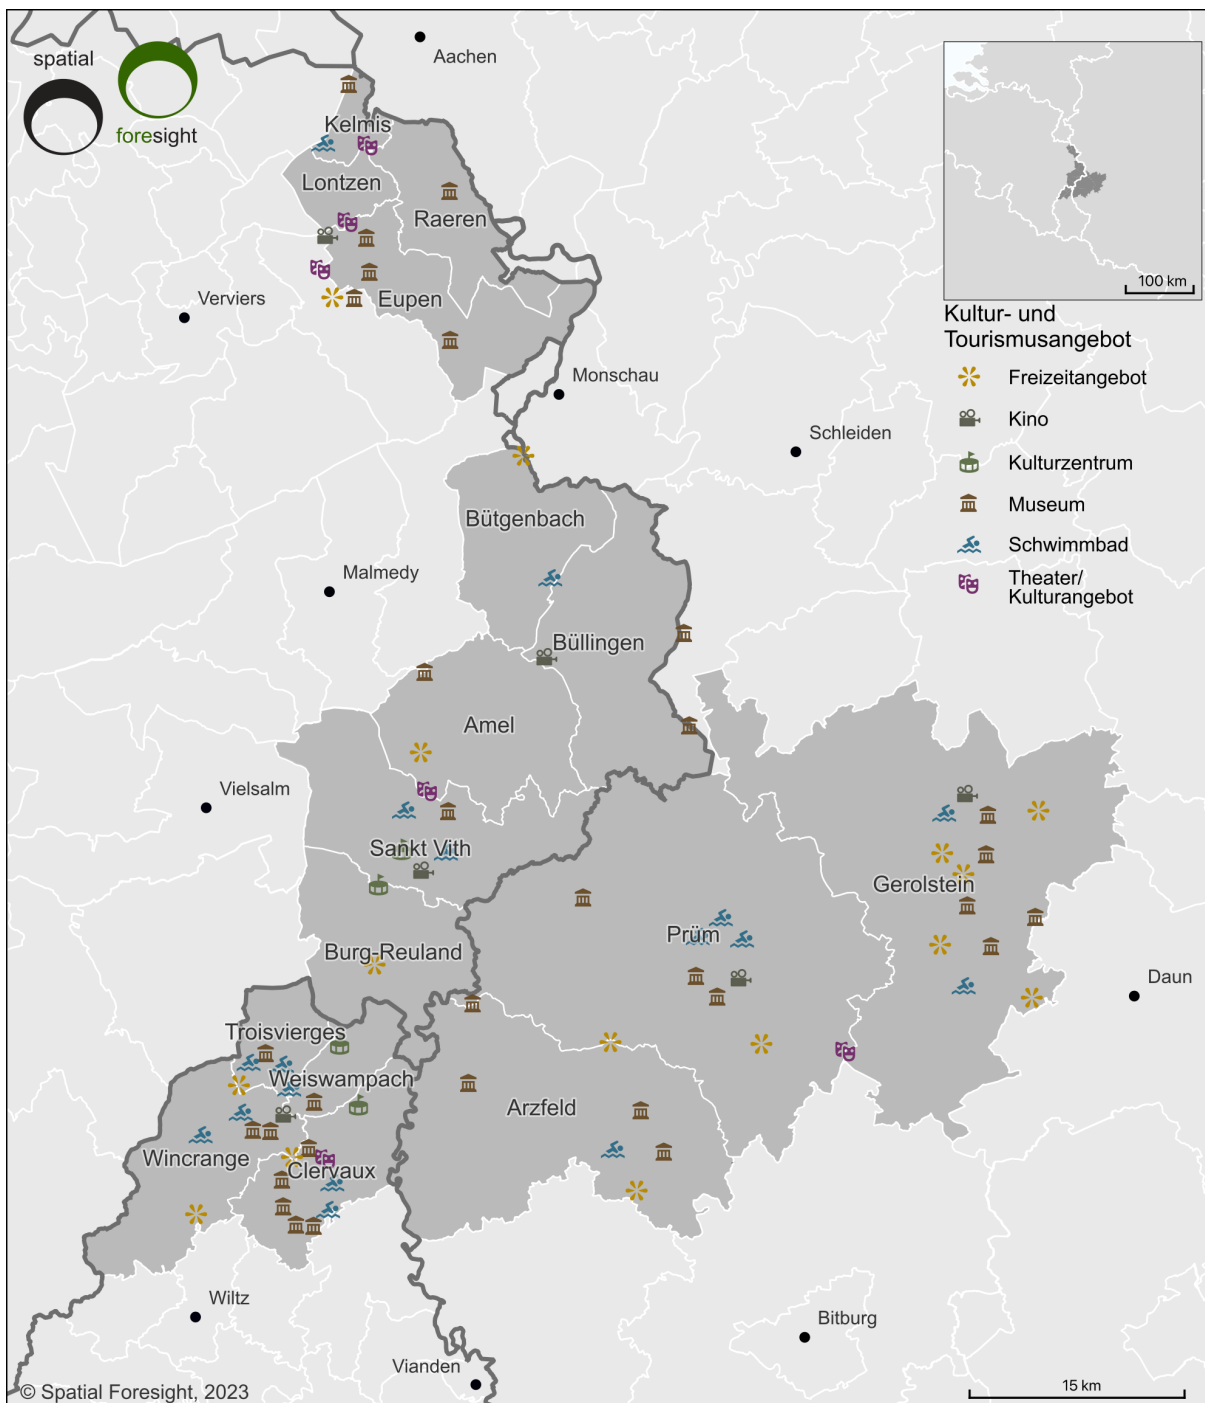 spatial
foresight
Aachen
Kelmis
Lontzen
Raeren
Verviers
Eupen
Monschau
Schleiden
Bütgenbach
Malmedy
Büllingen
Amel
Vielsalm
Sankt Vith
Gerolstein
Prüm
Burg-Reuland
Daun
Troisvierges
Weiswampach
Arzfeld
Wincrange
Clervaux
Wiltz
Bitburg
Vianden
100 km
Kultur- und
Tourismusangebot
Freizeitangebot
Kino
Kulturzentrum
Museum
Schwimmbad
Theater/
Kulturangebot
© Spatial Foresight, 2023
15 km